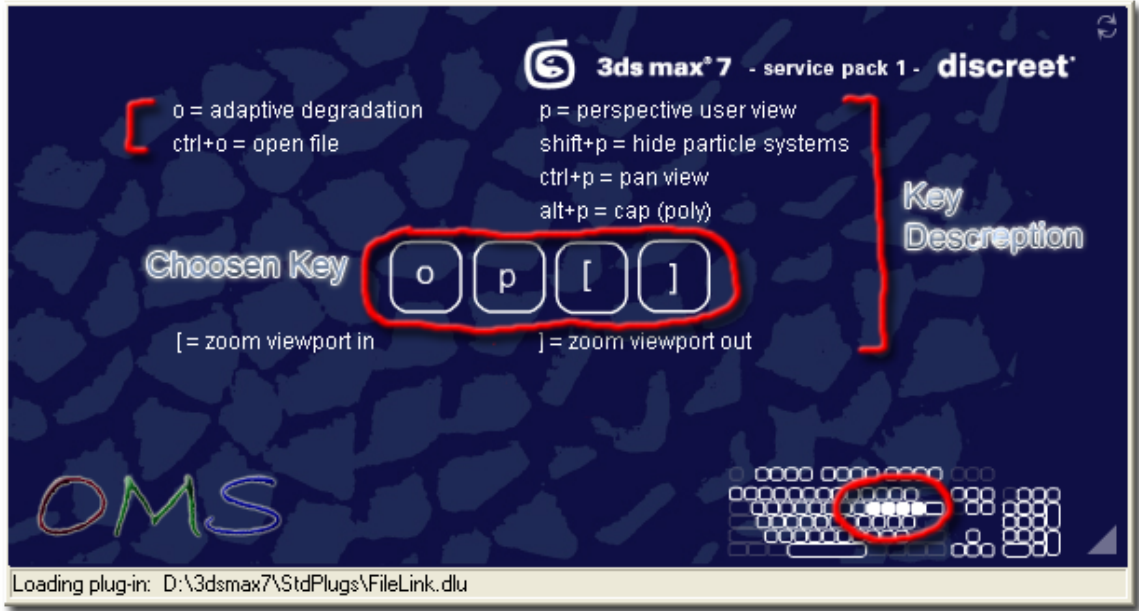 3ds max® 7 - service pack 1 - discreet®
o = adaptive degradation
ctrl+o = open file
p = perspective user view
shift+p = hide particle systems
ctrl+p = pan view
alt+p = cap (poly)
Key
Descreption
Choosen Key
o p [ ]
[ = zoom viewport in
] = zoom viewport out
OMS
Loading plug-in: D:\3dsmax7\StdPlugs\FileLink.dlu